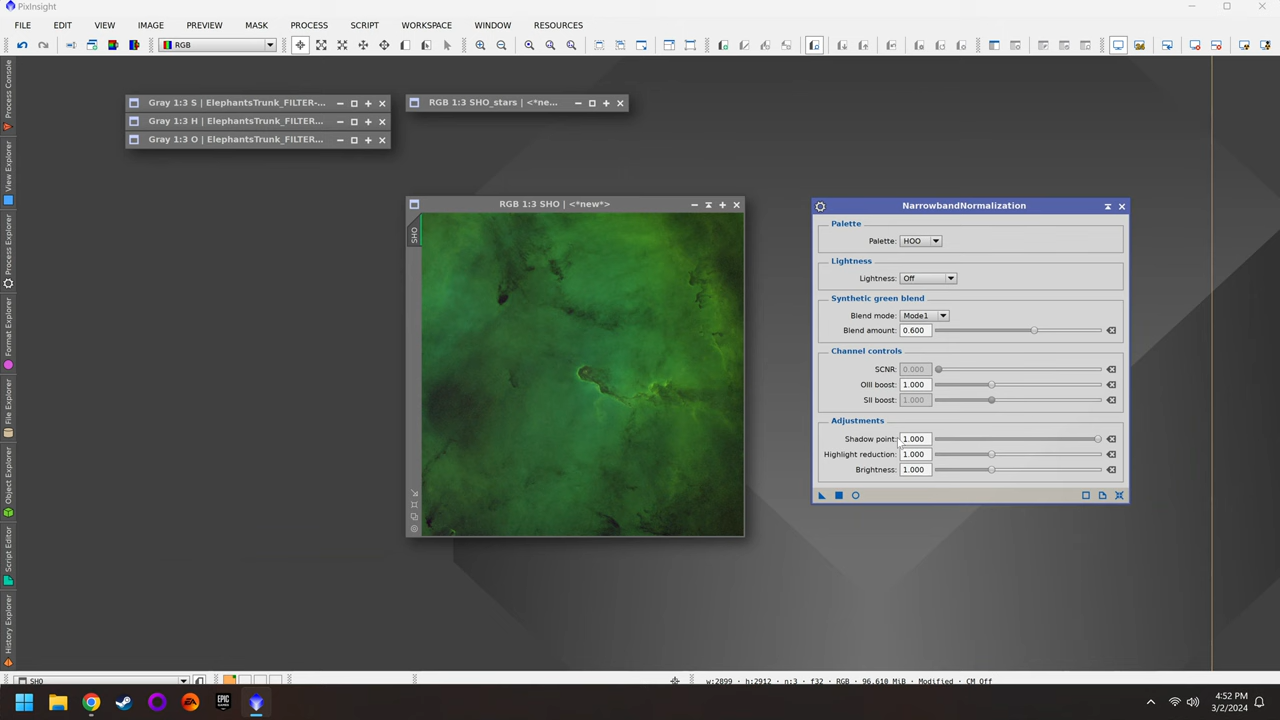 PixInsight
FILE EDIT VIEW IMAGE PROCESS PREVIEW MASK SCRIPT WORKSPACE WINDOW RESOURCES
RGB
Process Console
View Explorer
Process Explorer
Format Explorer
File Explorer
Object Explorer
Script Editor
History Explorer
Gray 1:3 S | ElephantsTrunk_FILTER-...
Gray 1:3 H | ElephantsTrunk_FILTER...
Gray 1:3 O | ElephantsTrunk_FILTER...
RGB 1:3 SHO_stars | <*ne...
RGB 1:3 SHO | <*new*>
SHO
NarrowbandNormalization
Palette
Palette: HOO
Lightness
Lightness: Off
Synthetic green blend
Blend mode: Mode1
Blend amount: 0.600
Channel controls
SCNR: 0.000
OIII boost: 1.000
SII boost: 1.000
Adjustments
Shadow point: 1.000
Highlight reduction: 1.000
Brightness: 1.000
SHO
w:2899 · h:2912 · n:3 · f32 · RGB · 96.610 MiB · Modified · CM Off
EA
EPIC GAMES
4:52 PM
3/2/2024